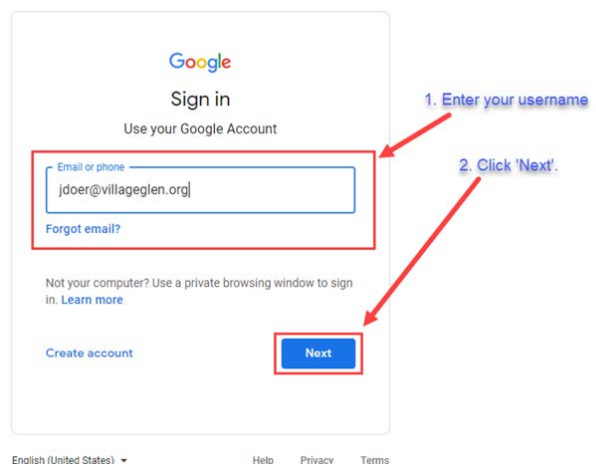 Google
Sign in
Use your Google Account
1. Enter your username
Email or phone
jdoer@villageglen.org
2. Click 'Next'.
Forgot email?
Not your computer? Use a private browsing window to sign
in. Learn more
Create account
Next
English (United States)
Help
Privacy
Terms